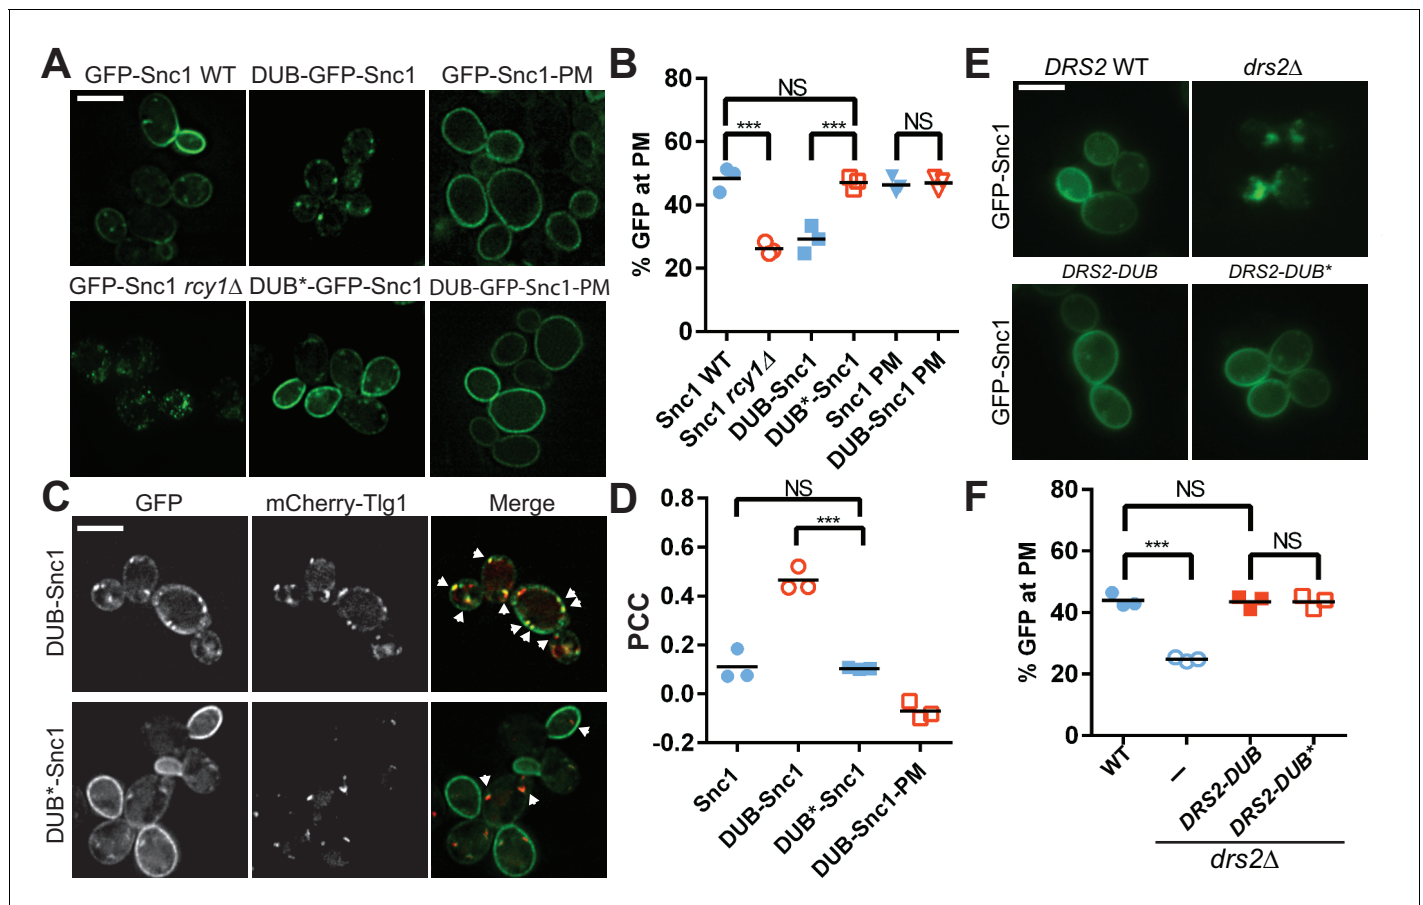 A
GFP-Snc1 WT
DUB-GFP-Snc1
GFP-Snc1-PM
GFP-Snc1 rcy1Δ
DUB*-GFP-Snc1
DUB-GFP-Snc1-PM
B
% GFP at PM
80
60
40
20
0
NS
***
***
NS
Snc1 WT
Snc1 rcy1Δ
DUB-Snc1
DUB*-Snc1
Snc1 PM
DUB-Snc1 PM
C
GFP
mCherry-Tlg1
Merge
DUB-Snc1
DUB*-Snc1
D
PCC
0.8
0.6
0.4
0.2
0.0
-0.2
NS
***
Snc1
DUB-Snc1
DUB*-Snc1
DUB-Snc1-PM
E
DRS2 WT
drs2Δ
GFP-Snc1
DRS2-DUB
DRS2-DUB*
GFP-Snc1
F
% GFP at PM
80
60
40
20
0
NS
***
NS
WT
–
DRS2-DUB
DRS2-DUB*
drs2Δ